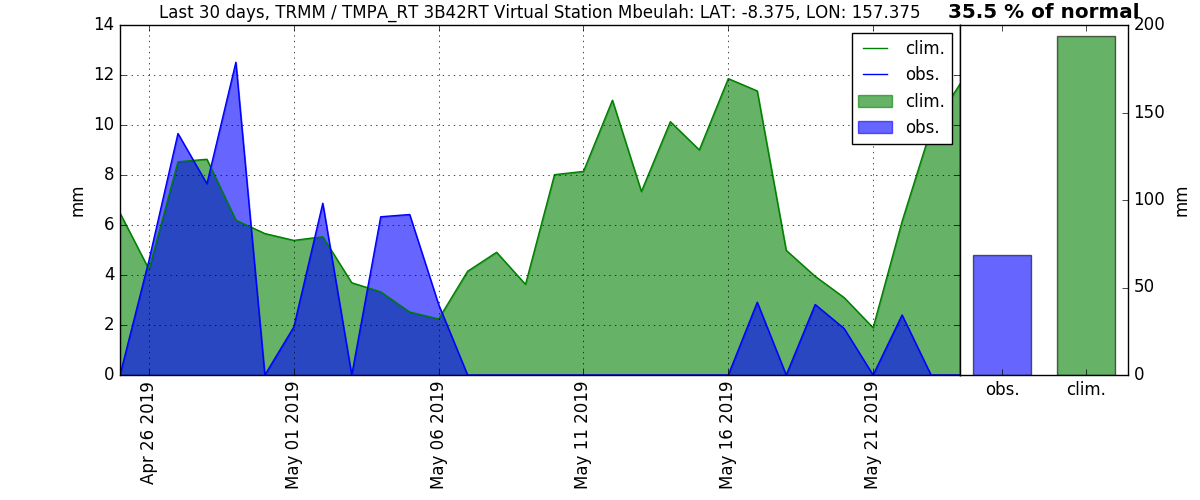 Last 30 days, TRMM / TMPA_RT 3B42RT Virtual Station Mbeulah: LAT: -8.375, LON: 157.375
35.5 % of normal
14
12
10
8
6
4
2
0
mm
clim.
obs.
clim.
obs.
Apr 26 2019
May 01 2019
May 06 2019
May 11 2019
May 16 2019
May 21 2019
200
150
100
50
0
mm
obs.
clim.